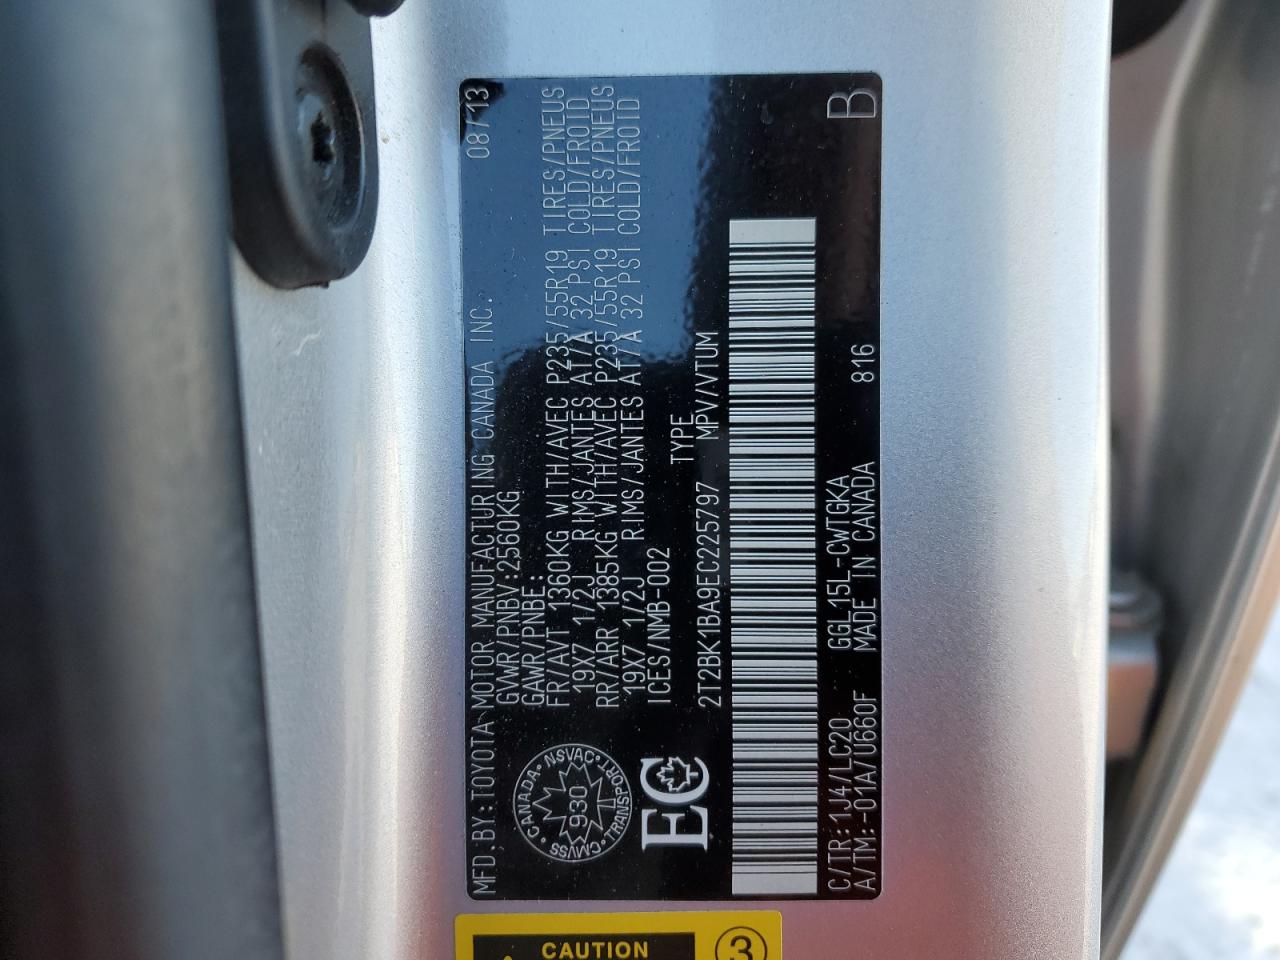 MFD.BY:TOYOTA MOTOR MANUFACTURING CANADA INC. 08/13
GVWR/PNBV:2560KG
GAWR/PNBE:
FR/AVT 1360KG WITH/AVEC P235/55R19 TIRES/PNEUS
19X7 1/2J RIMS/JANTES AT/A 32 PSI COLD/FROID
RR/ARR 1385KG WITH/AVEC P235/55R19 TIRES/PNEUS
19X7 1/2J RIMS/JANTES AT/A 32 PSI COLD/FROID
ICES/NMB-002
CANADA • NSVAC • TRANSPORT • CMVSS •
930
EC
TYPE
2T2BK1BA9EC225797 MPV/VTUM
C/TR:1J4/LC20 GGL15L-CWTGKA 816 B
A/TM:-01A/U660F MADE IN CANADA
CAUTION
3